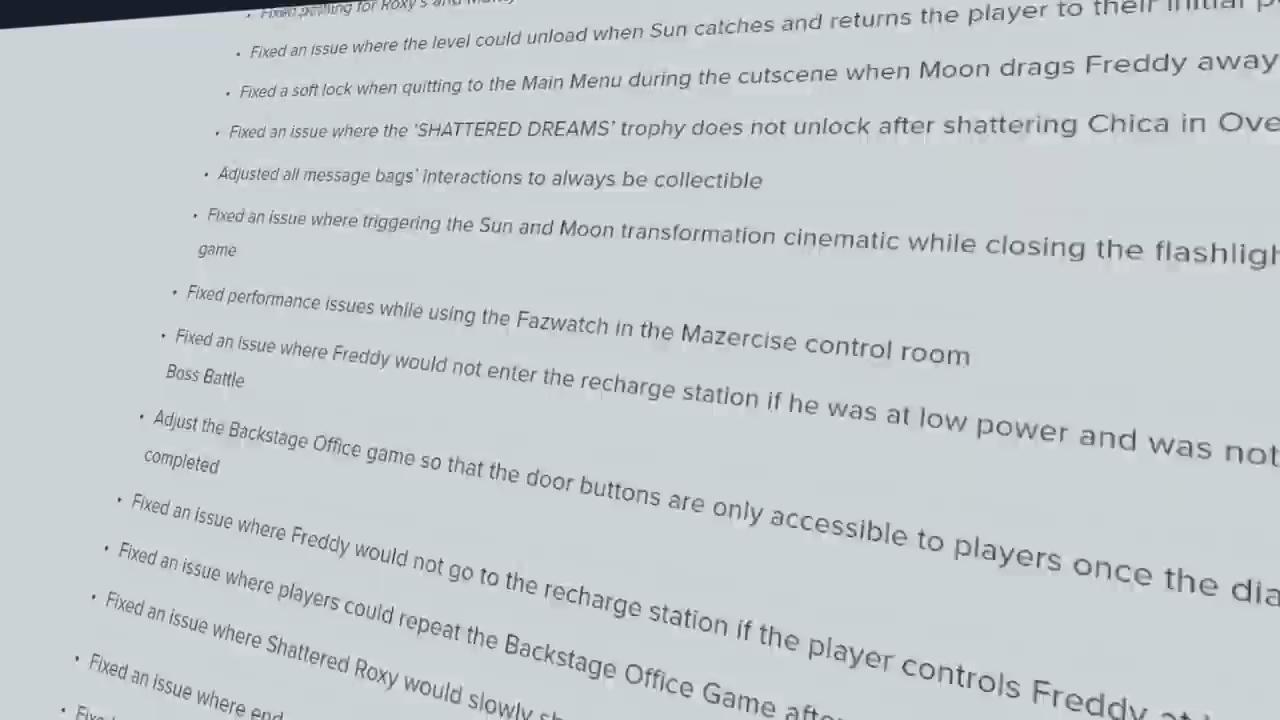 for Roxy's and
• Fixed an issue where the level could unload when Sun catches and returns the player to their initial
• Fixed a soft lock when quitting to the Main Menu during the cutscene when Moon drags Freddy away
• Fixed an issue where the 'SHATTERED DREAMS' trophy does not unlock after shattering Chica in
• Adjusted all message bags' interactions to always be collectible
• Fixed an issue where triggering the Sun and Moon transformation cinematic while closing the
game
• Fixed performance issues while using the Fazwatch in the Mazercise control room
• Fixed an issue where Freddy would not enter the recharge station if he was at low power and was not
Boss Battle
• Adjust the Backstage Office game so that the door buttons are only accessible to players once the
completed
• Fixed an issue where Freddy would not go to the recharge station if the player controls Freddy
• Fixed an issue where players could repeat the Backstage Office Game
• Fixed an issue where Shattered Roxy would slowly
• Fixed an issue where